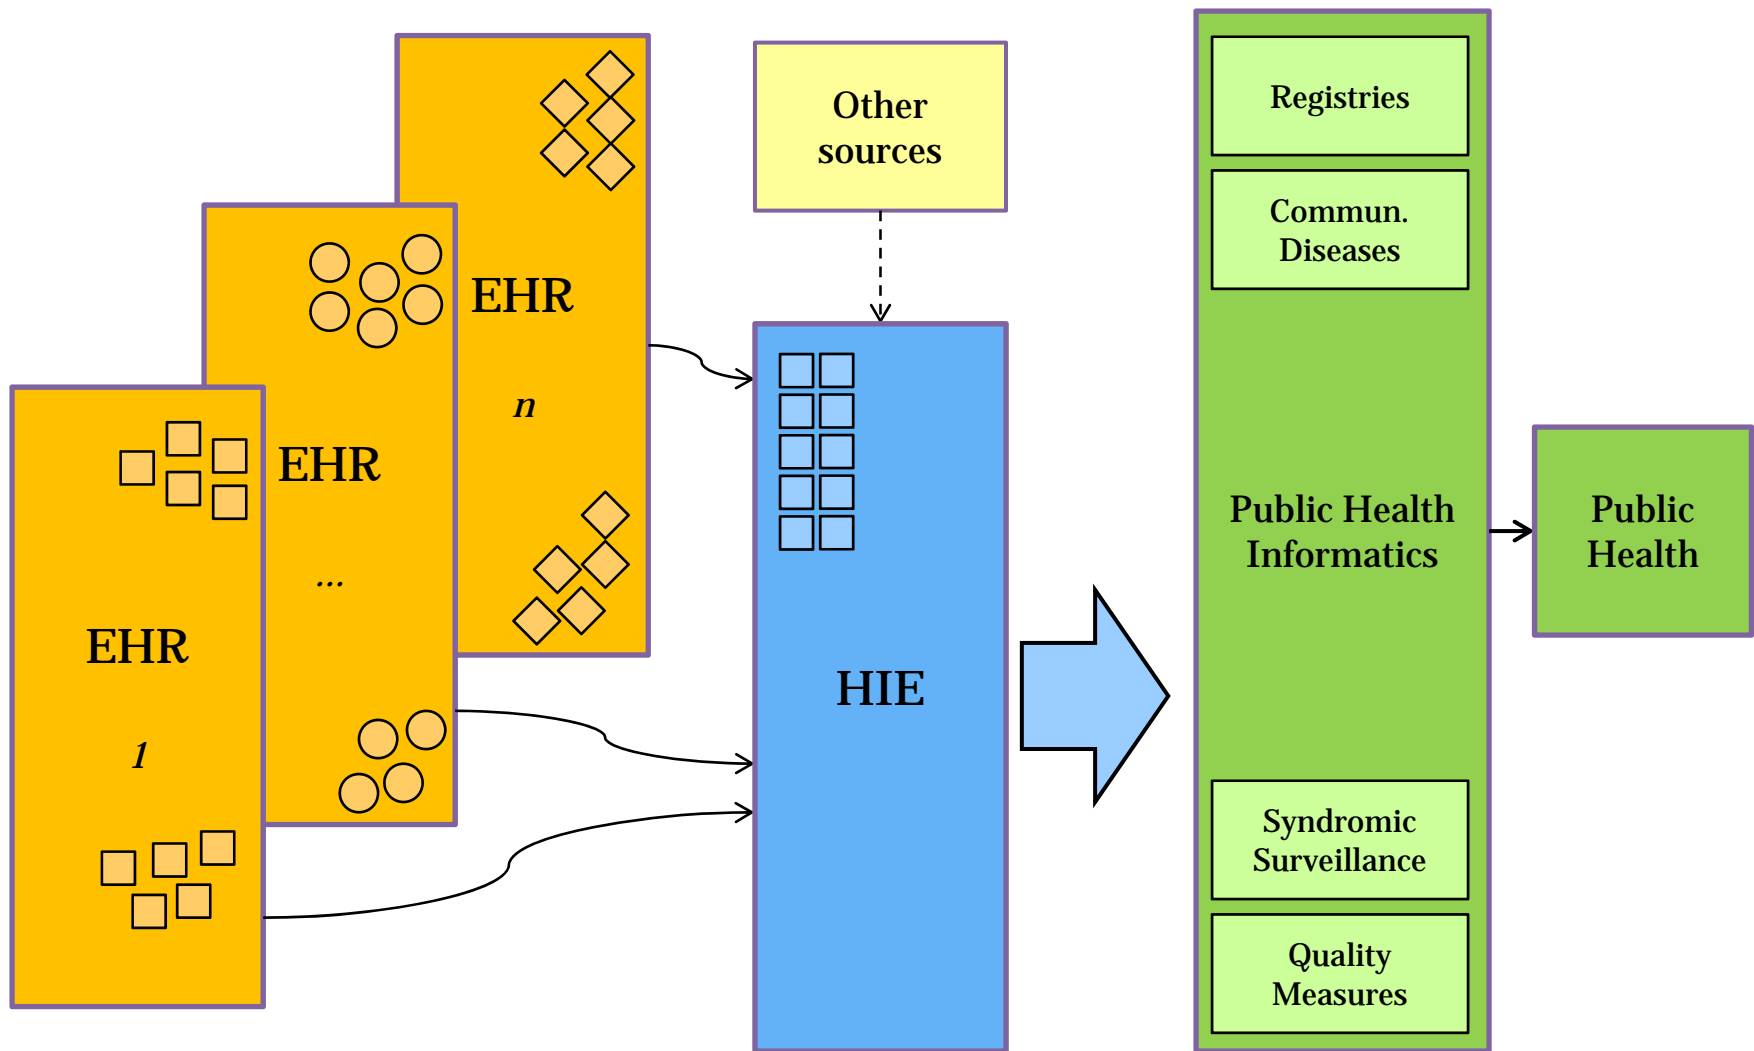 EHR
1
EHR
...
EHR
n
Other
sources
HIE
Registries
Commun.
Diseases
Public Health
Informatics
Syndromic
Surveillance
Quality
Measures
Public
Health